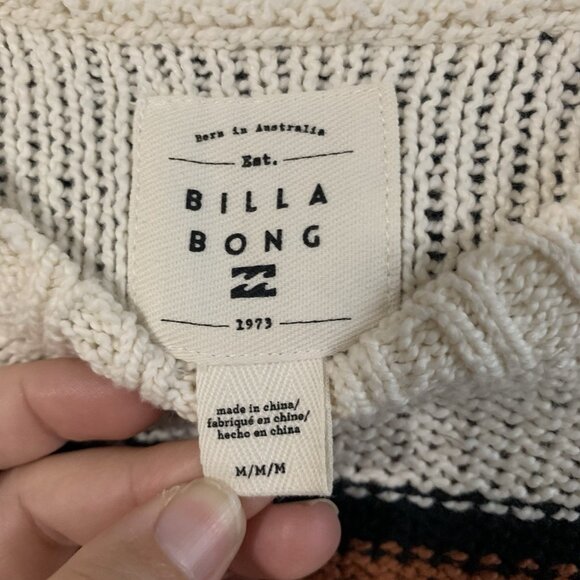 Born in Australia
Est.
BILLA
BONG
1973
made in china/
fabriqué en chine/
hecho en china
M/M/M